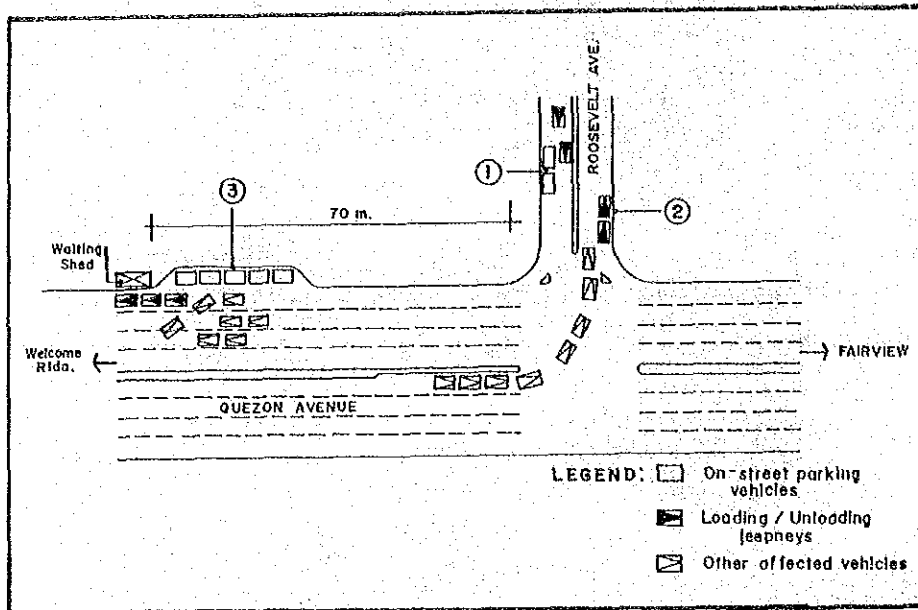 ROOSEVELT AVE.
1
2
3
70 m.
Waiting
Shed
Welcome
Rtda.
FAIRVIEW
QUEZON AVENUE
LEGEND:
On-street parking
vehicles
Loading / Unloading
jeepneys
Other affected vehicles